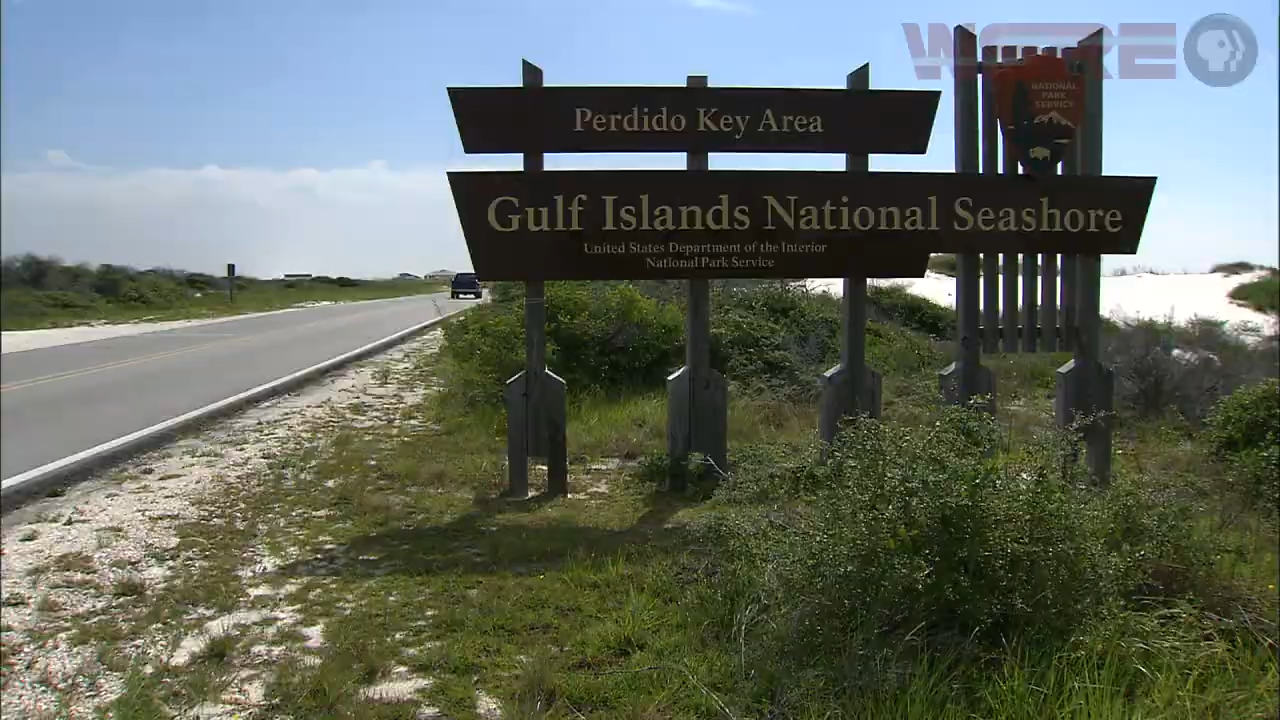 WSRE
NATIONAL
PARK
SERVICE
Perdido Key Area
Gulf Islands National Seashore
United States Department of the Interior
National Park Service